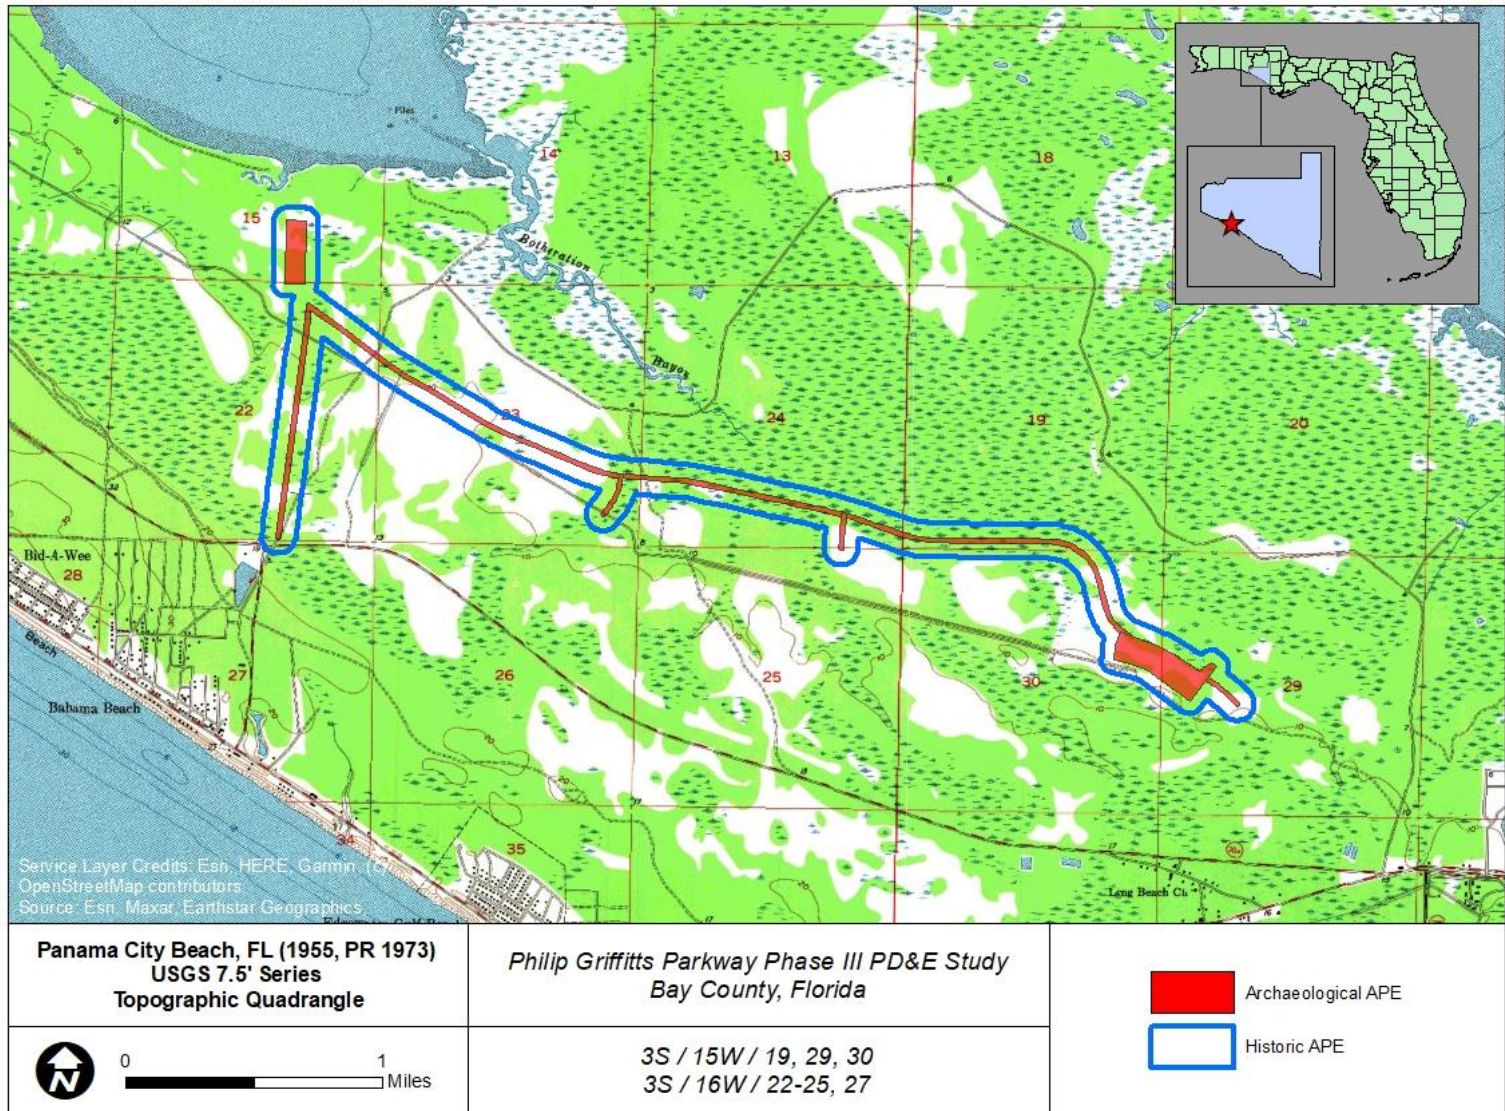 Piles
14
13
18
15
Botheration
Bayou
22
23
24
19
20
Bid-A-Wee
28
Beach
27
26
25
30
29
Bahama Beach
34
35
Long Beach Ch
Service Layer Credits: Esri, HERE, Garmin, (c)
OpenStreetMap contributors
Source: Esri, Maxar, Earthstar Geographics
Panama City Beach, FL (1955, PR 1973)
USGS 7.5' Series
Topographic Quadrangle
Philip Griffitts Parkway Phase III PD&E Study
Bay County, Florida
Archaeological APE
Historic APE
N
0 1
Miles
3S / 15W / 19, 29, 30
3S / 16W / 22-25, 27